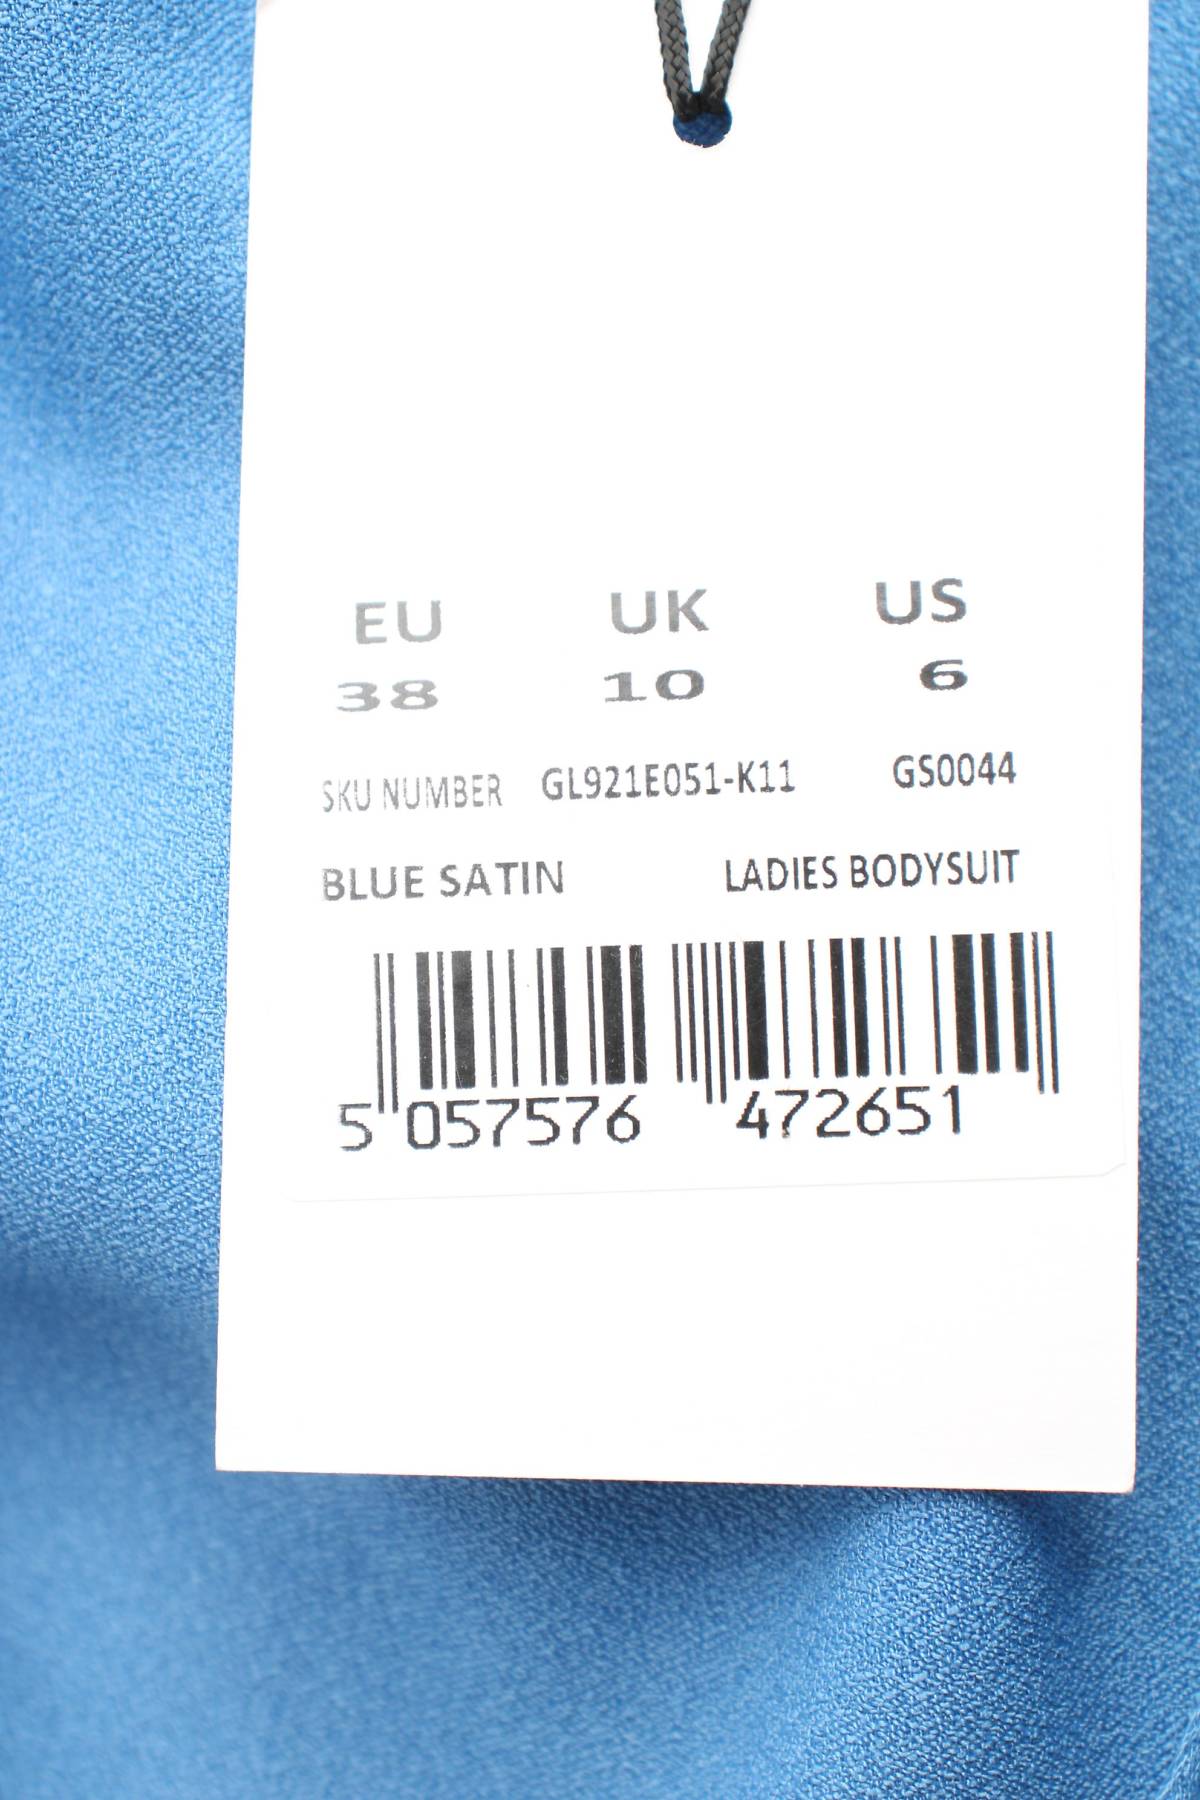 EU UK US
38 10 6
SKU NUMBER GL921E051-K11 GS0044
BLUE SATIN LADIES BODYSUIT
5 057576 472651